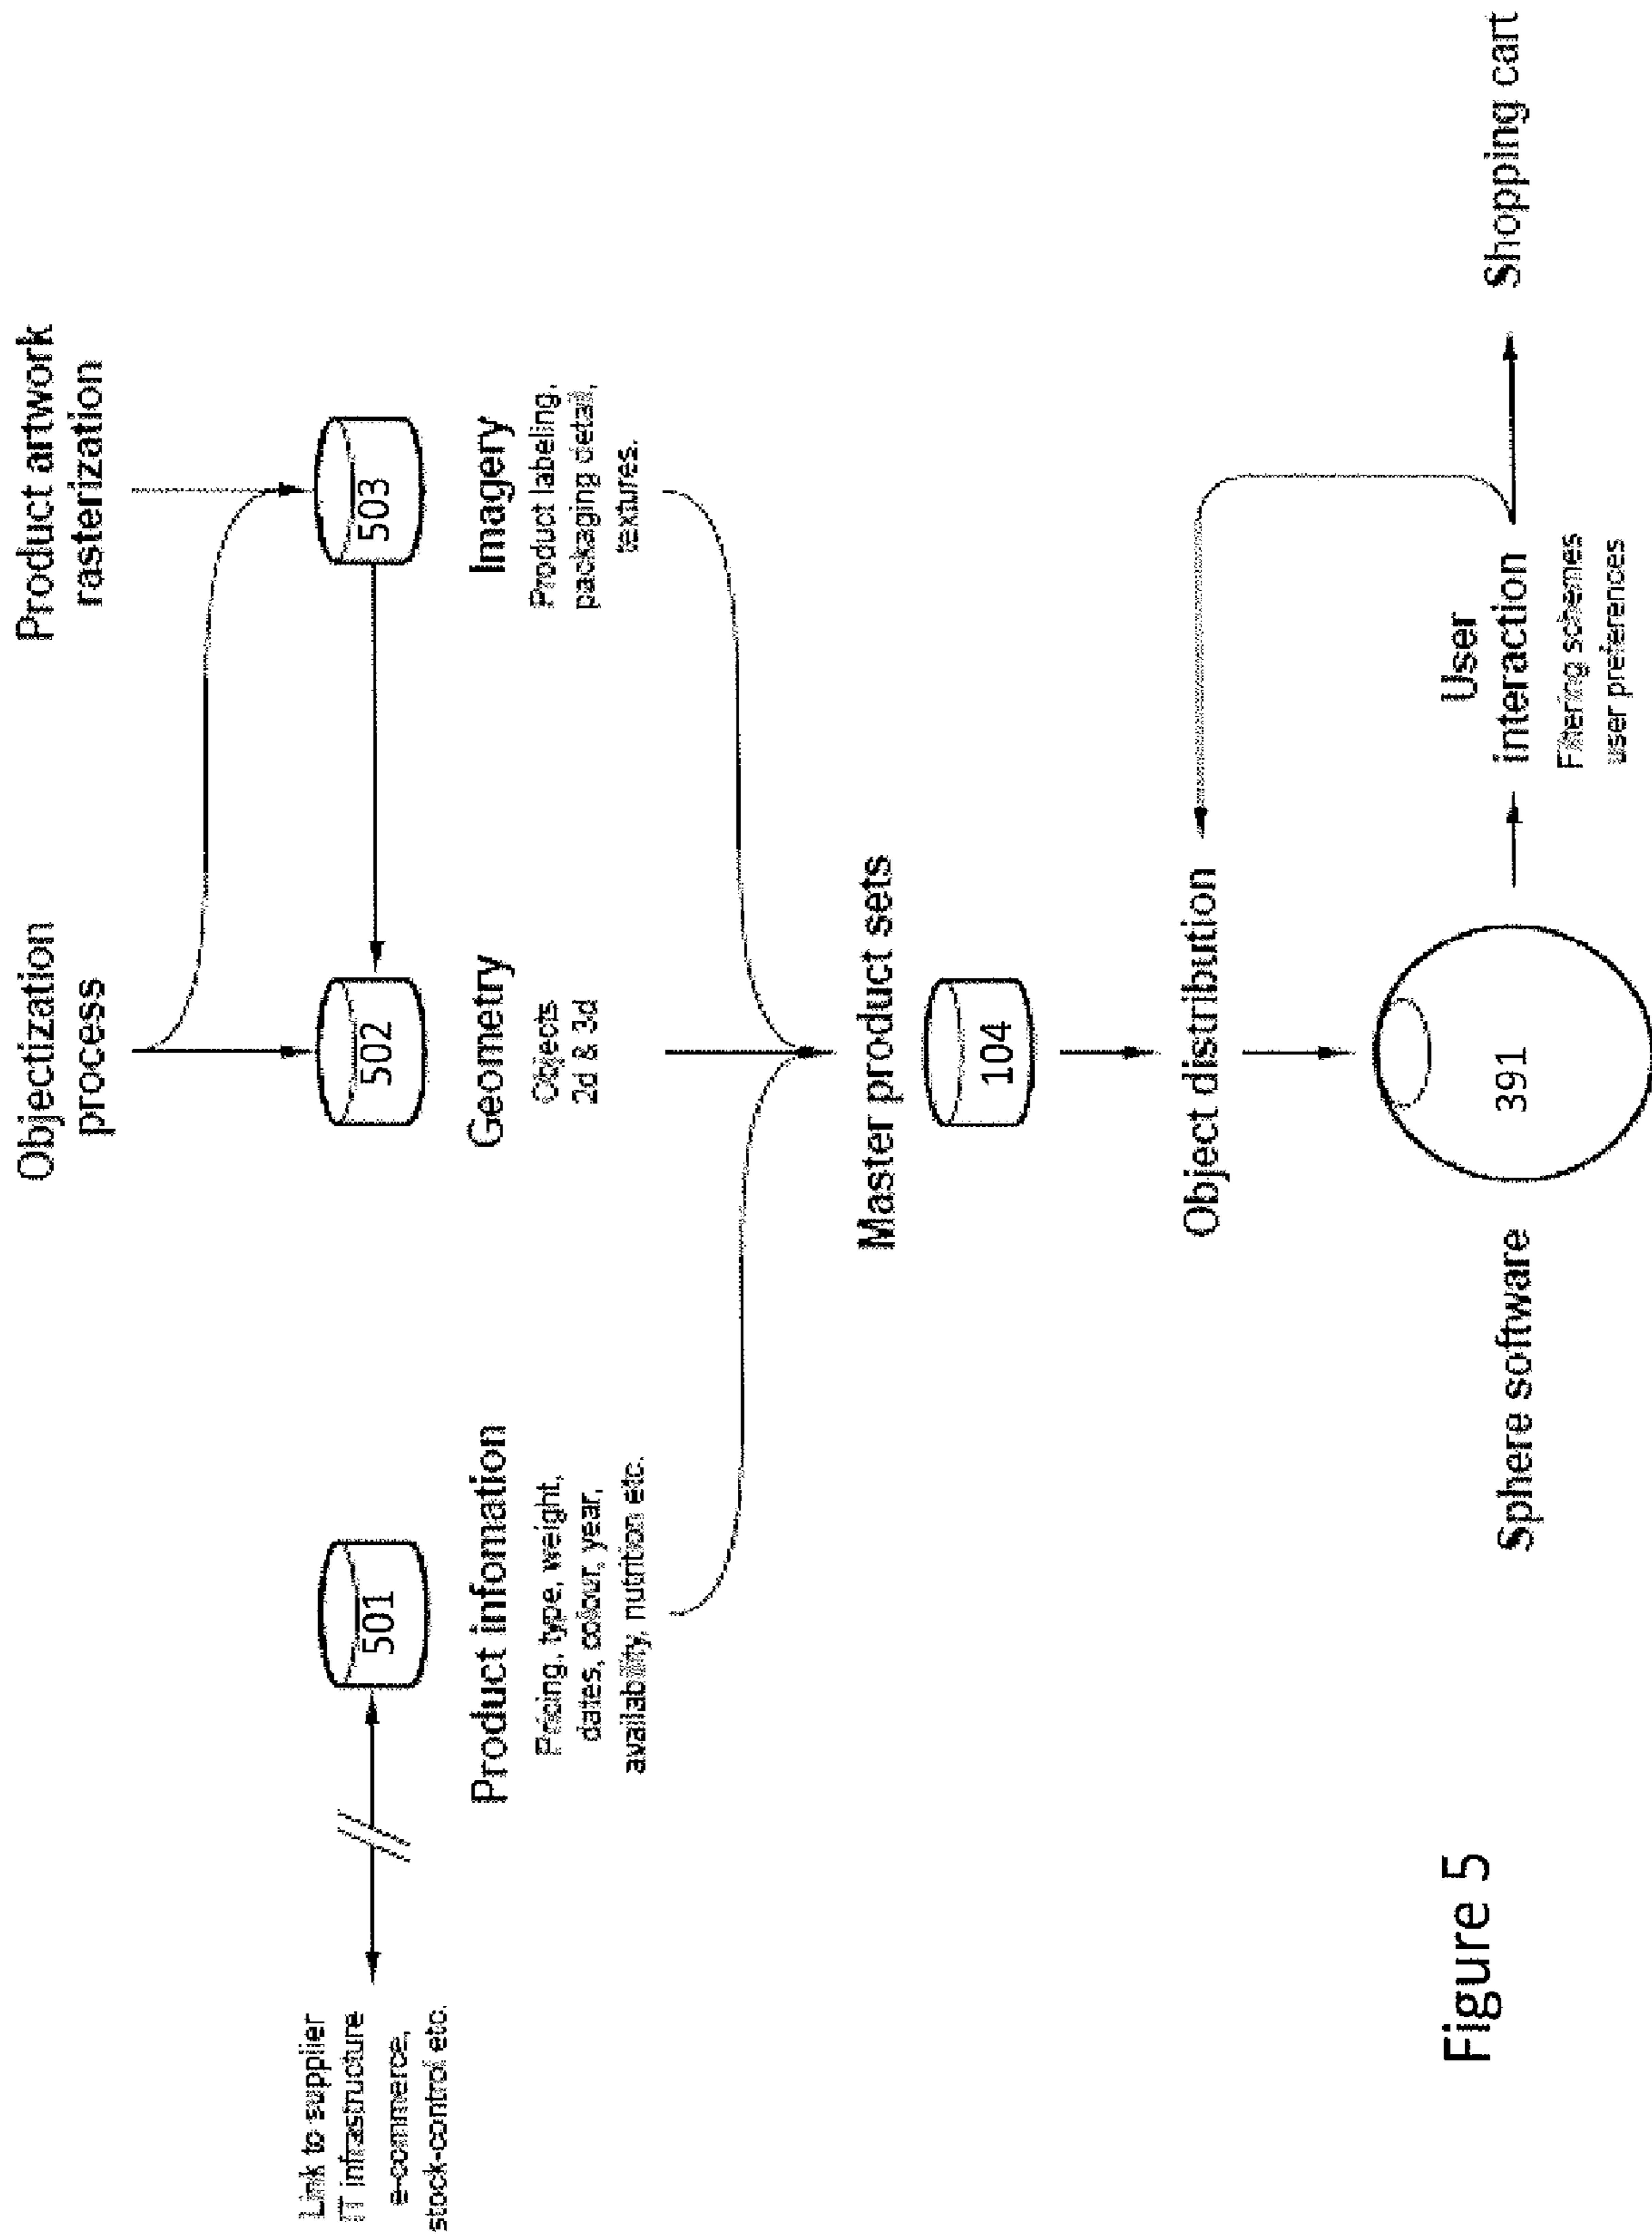 Objectization
process
Product artwork
rasterization
Link to supplier
IT infrastructure
e-commerce,
stock-control etc.
501
502
503
Product infomation
Pricing, type, weight,
dates, colour, year,
availability, nutrition etc.
Geometry
Objects
2d & 3d
Imagery
Product labeling,
packaging detail,
textures.
Master product sets
104
Object distribution
Sphere software
391
User
interaction
Filtering schemes
user preferences
Shopping cart
Figure 5